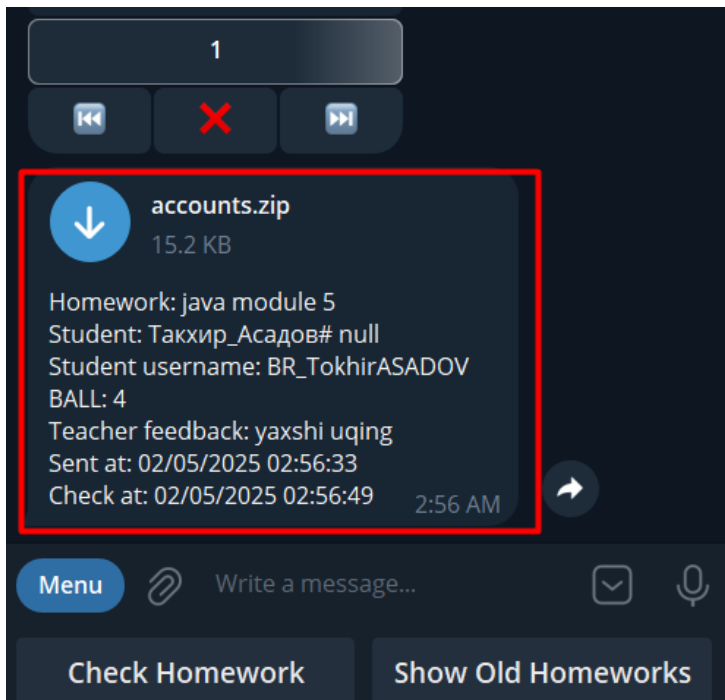 1
accounts.zip
15.2 KB
Homework: java module 5
Student: Такхир_Асадов# null
Student username: BR_TokhirASADOV
BALL: 4
Teacher feedback: yaxshi uqing
Sent at: 02/05/2025 02:56:33
Check at: 02/05/2025 02:56:49
2:56 AM
Menu
Write a message...
Check Homework
Show Old Homeworks